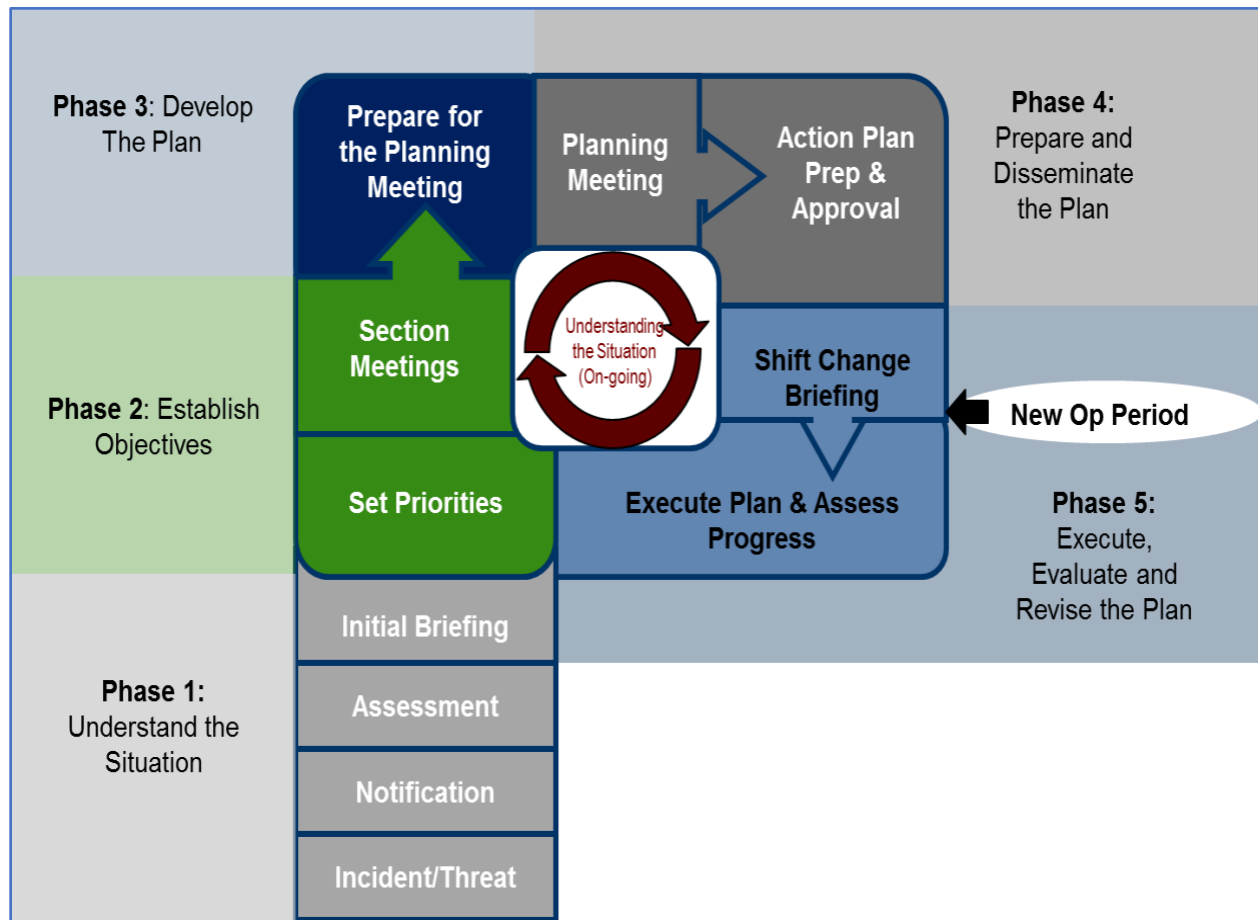 Phase 3: Develop
The Plan
Prepare for
the Planning
Meeting
Planning
Meeting
Action Plan
Prep &
Approval
Phase 4:
Prepare and
Disseminate
the Plan
Phase 2: Establish
Objectives
Section
Meetings
Understanding
the Situation
(On-going)
Shift Change
Briefing
New Op Period
Set Priorities
Execute Plan & Assess
Progress
Phase 5:
Execute,
Evaluate and
Revise the Plan
Phase 1:
Understand the
Situation
Initial Briefing
Assessment
Notification
Incident/Threat